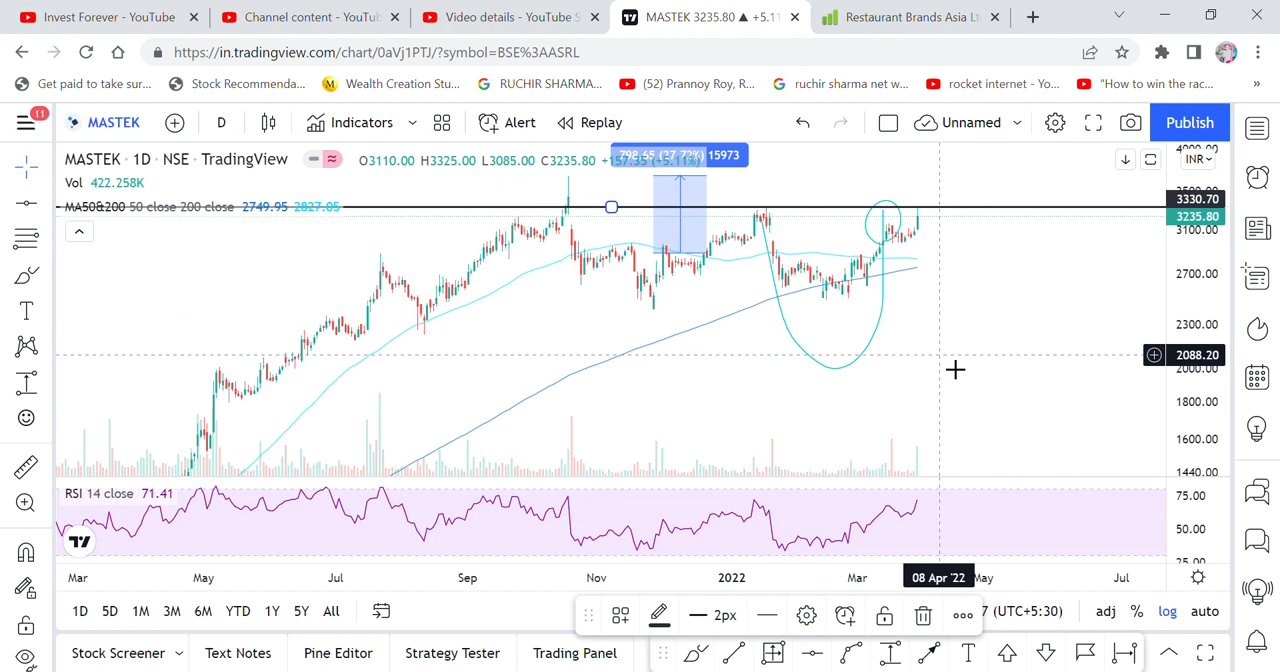 Invest Forever - YouTube
Channel content - YouTub
Video details - YouTube S
MASTEK 3235.80 ▲ +5.11
Restaurant Brands Asia Lt
https://in.tradingview.com/chart/0aVj1PTJ/?symbol=BSE%3AASRL
Get paid to take sur...
Stock Recommenda...
Wealth Creation Stu...
RUCHIR SHARMA...
(52) Prannoy Roy, R...
ruchir sharma net w...
rocket internet - Yo...
"How to win the rac...
11
MASTEK
D
Indicators
Alert
Replay
Unnamed
Publish
MASTEK · 1D · NSE · TradingView
O3110.00 H3325.00 L3085.00 C3235.80 +157.35 (+5.11%)
798.65 (27.72%) 15973
INR
4000.00
Vol 422.258K
MA50&200 50 close 200 close 2749.95 2827.05
3500.00
3330.70
3235.80
3100.00
2700.00
2300.00
2088.20
2000.00
1800.00
1600.00
1440.00
RSI 14 close 71.41
75.00
50.00
25.00
Mar
May
Jul
Sep
Nov
2022
Mar
08 Apr '22
May
Jul
1D 5D 1M 3M 6M YTD 1Y 5Y All
2px
7 (UTC+5:30)
adj % log auto
Stock Screener
Text Notes
Pine Editor
Strategy Tester
Trading Panel